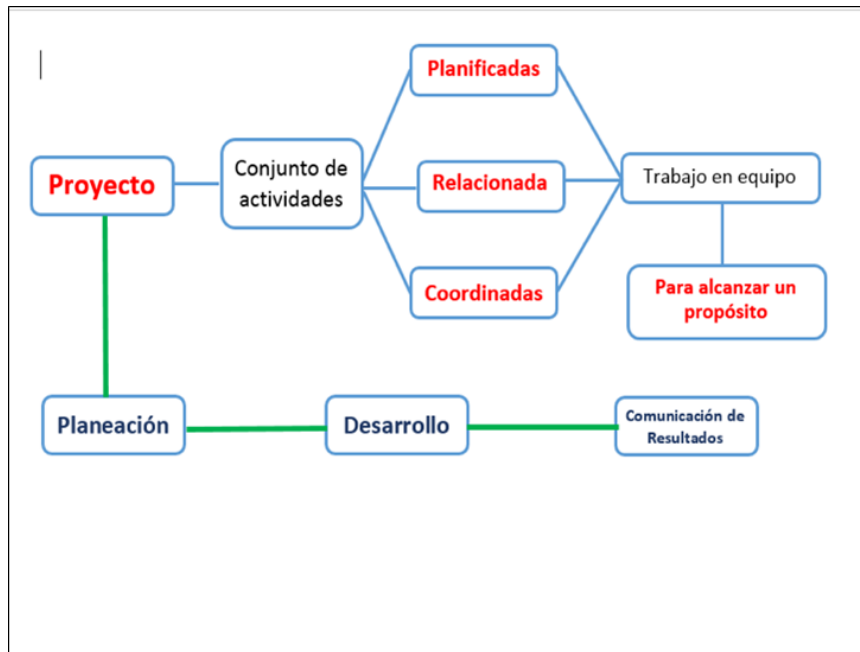 Planificadas
Proyecto
Conjunto de
actividades
Relacionada
Trabajo en equipo
Coordinadas
Para alcanzar un
propósito
Planeación
Desarrollo
Comunicación de
Resultados